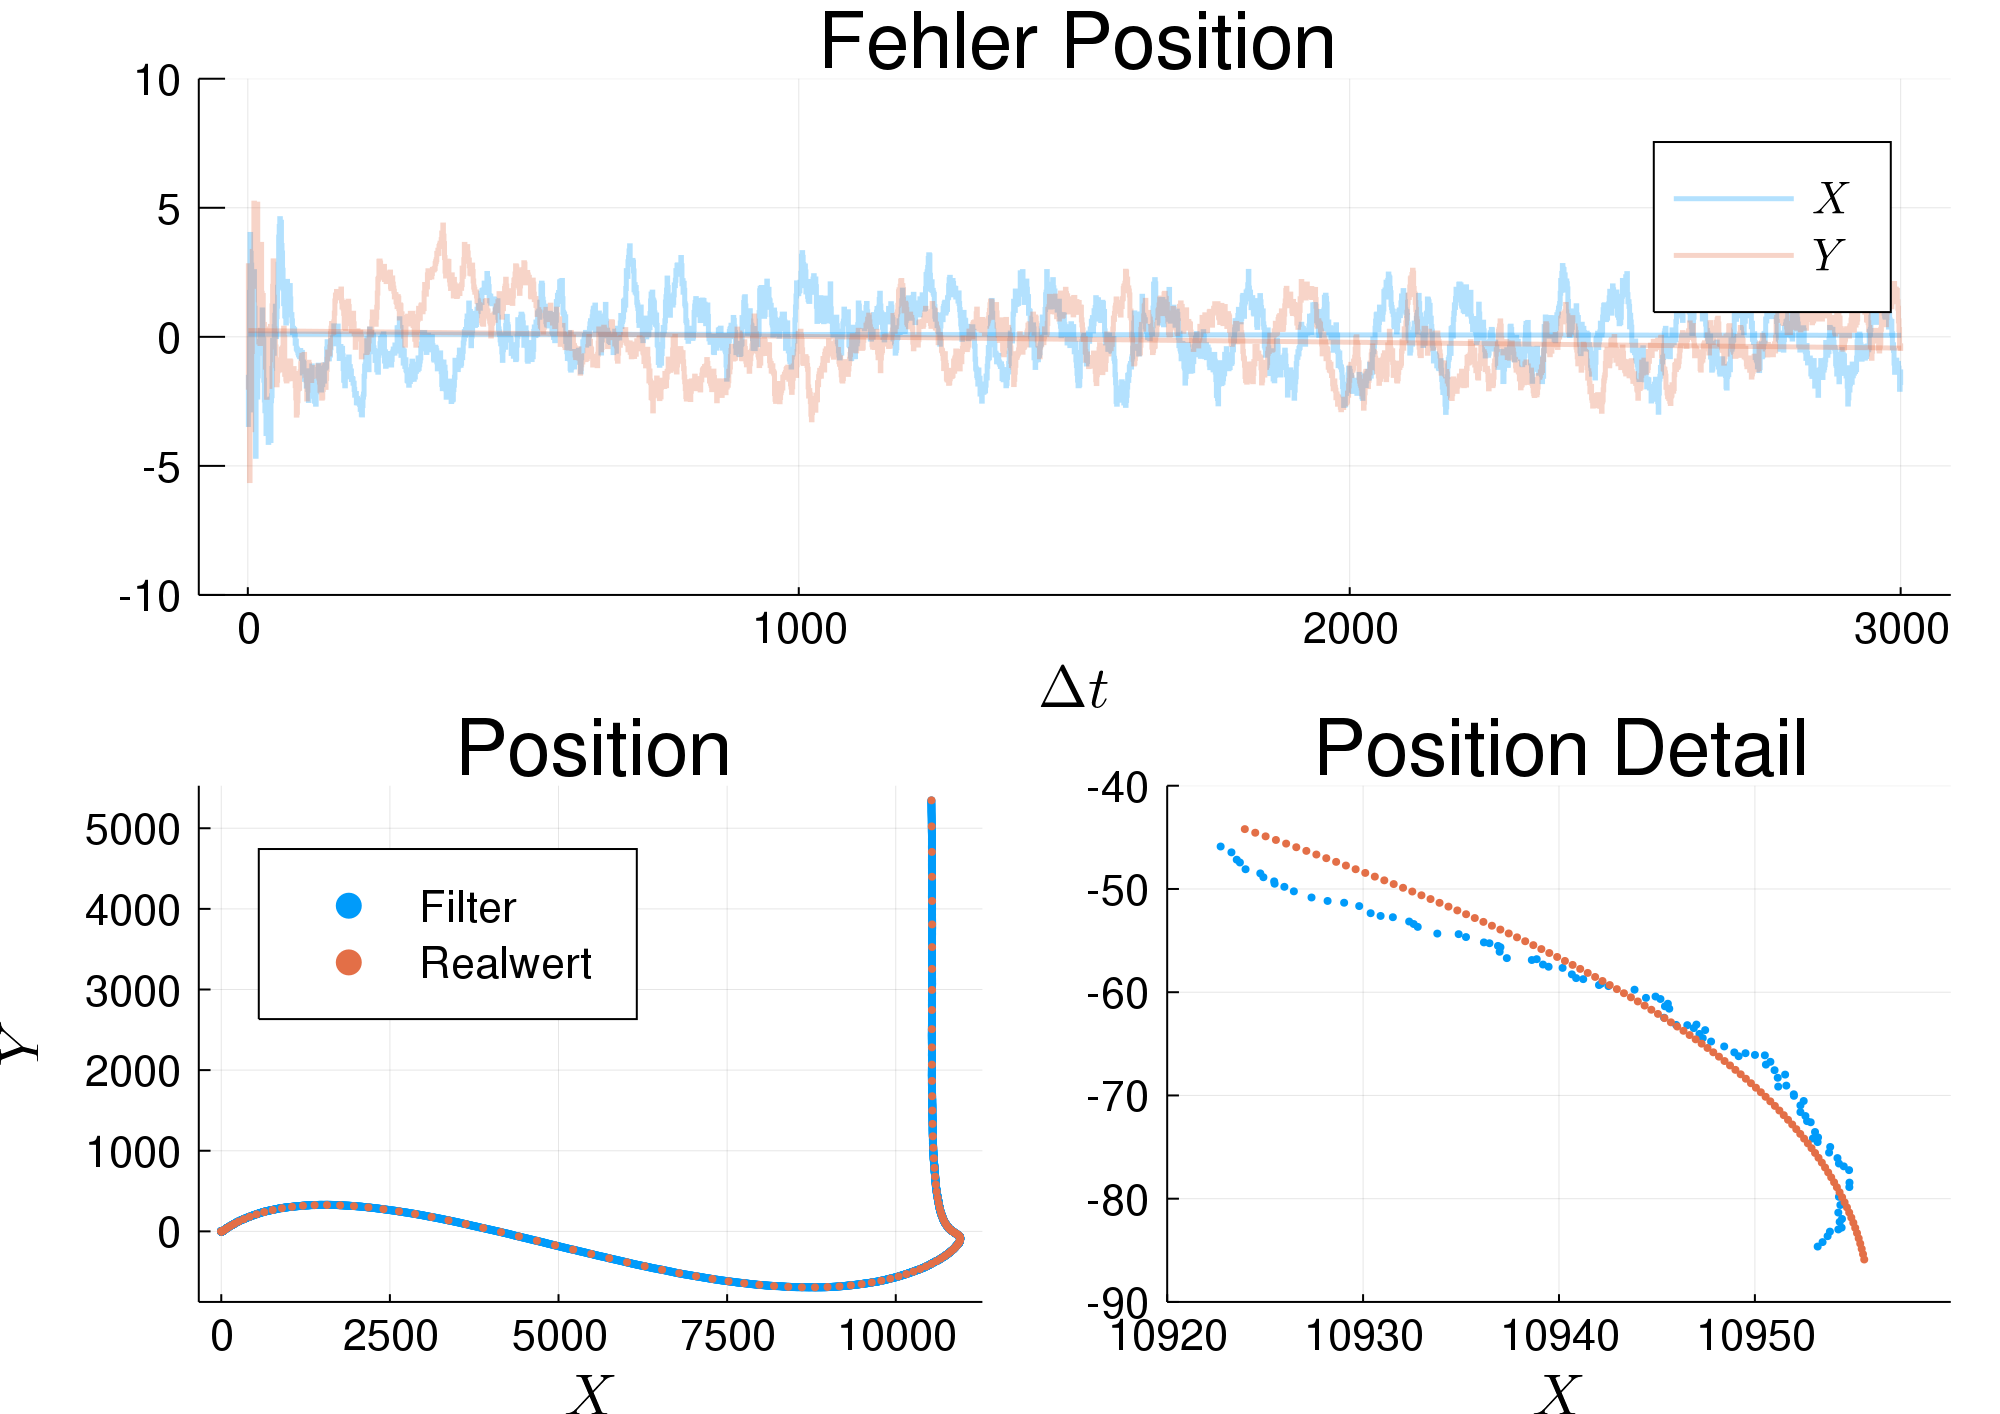 Fehler Position
10
5
0
-5
-10
X
Y
0 1000 2000 3000
Δt
Position
Y
5000
4000
3000
2000
1000
0
Filter
Realwert
0 2500 5000 7500 10000
X
Position Detail
-40
-50
-60
-70
-80
-90
10920 10930 10940 10950
X